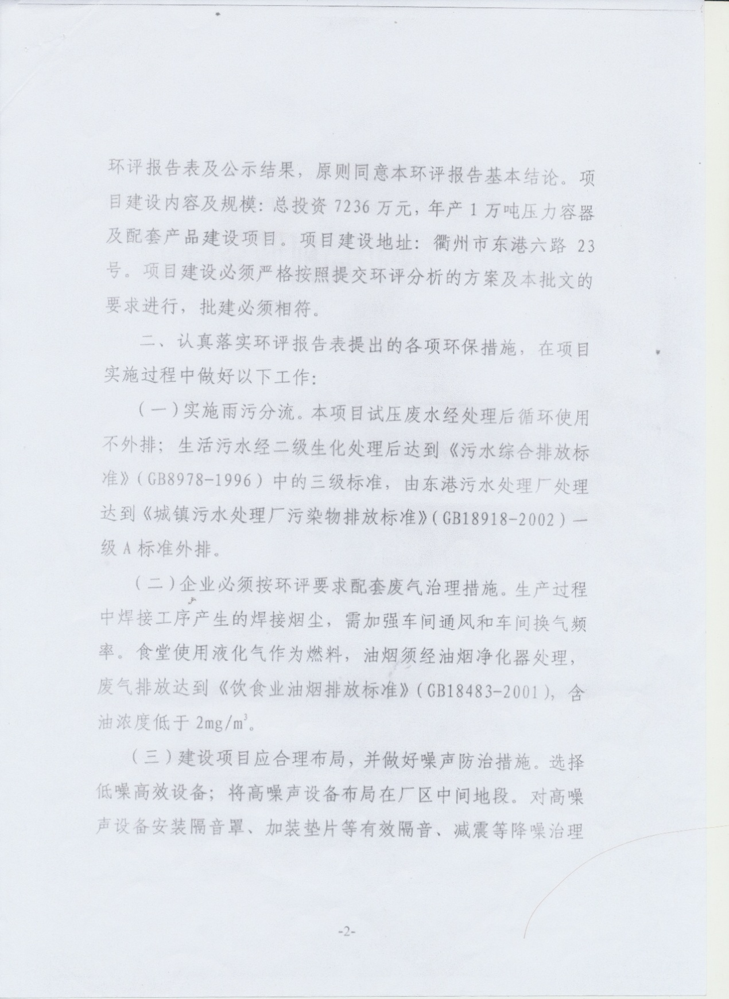 环评报告表及公示结果，原则同意本环评报告基本结论。项
目建设内容及规模：总投资 7236 万元，年产 1 万吨压力容器
及配套产品建设项目。项目建设地址：衢州市东港六路 23
号。项目建设必须严格按照提交环评分析的方案及本批文的
要求进行，批建必须相符。
二、认真落实环评报告表提出的各项环保措施，在项目
实施过程中做好以下工作：
（一）实施雨污分流。本项目试压废水经处理后循环使用
不外排；生活污水经二级生化处理后达到《污水综合排放标
准》（GB8978-1996）中的三级标准，由东港污水处理厂处理
达到《城镇污水处理厂污染物排放标准》（GB18918-2002）一
级 A 标准外排。
（二）企业必须按环评要求配套废气治理措施。生产过程
中焊接工序产生的焊接烟尘，需加强车间通风和车间换气频
率。食堂使用液化气作为燃料，油烟须经油烟净化器处理，
废气排放达到《饮食业油烟排放标准》（GB18483-2001），含
油浓度低于 2mg/m³。
（三）建设项目应合理布局，并做好噪声防治措施。选择
低噪高效设备；将高噪声设备布局在厂区中间地段。对高噪
声设备安装隔音罩、加装垫片等有效隔音、减震等降噪治理
-2-